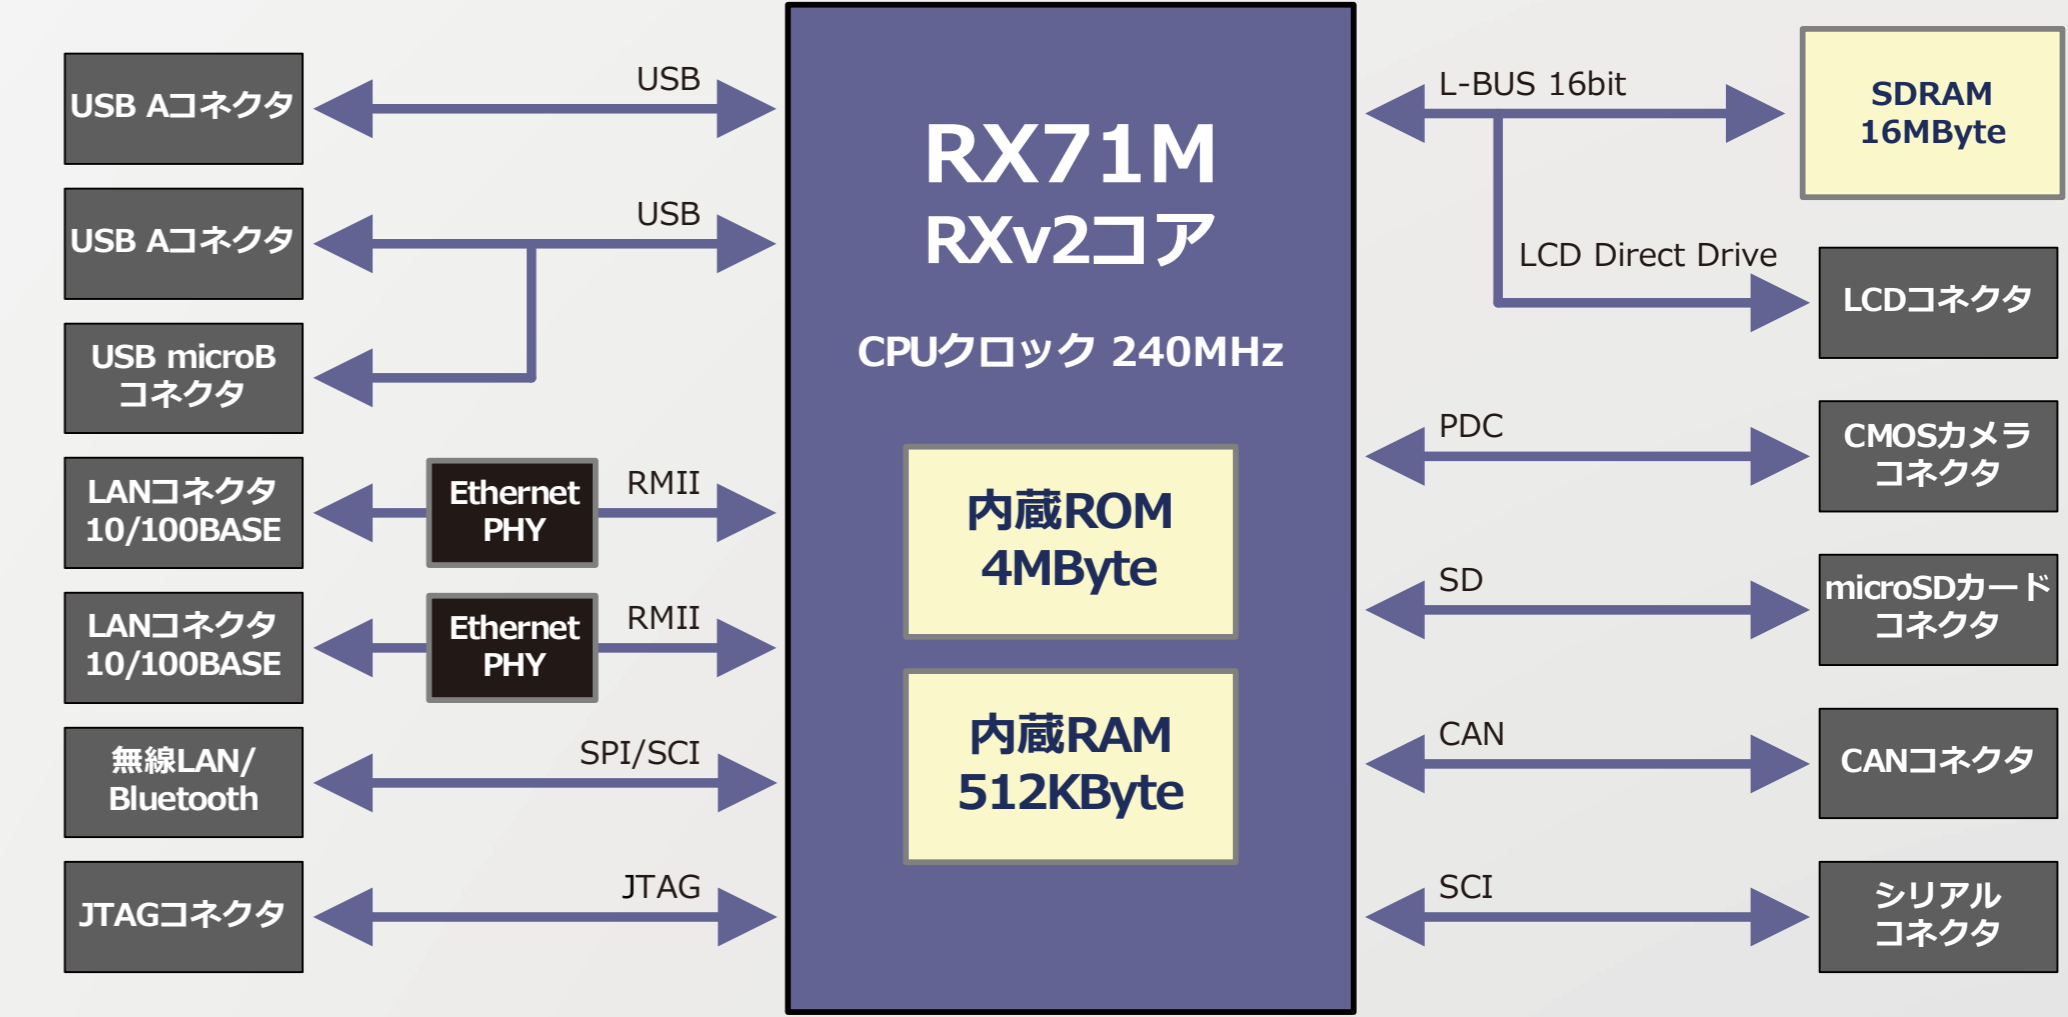 USB Aコネクタ
USB
USB Aコネクタ
USB
USB microB
コネクタ
LANコネクタ
10/100BASE
Ethernet
PHY
RMII
LANコネクタ
10/100BASE
Ethernet
PHY
RMII
無線LAN/
Bluetooth
SPI/SCI
JTAGコネクタ
JTAG
RX71M
RXv2コア
CPUクロック 240MHz
内蔵ROM
4MByte
内蔵RAM
512KByte
L-BUS 16bit
SDRAM
16MByte
LCD Direct Drive
LCDコネクタ
PDC
CMOSカメラ
コネクタ
SD
microSDカード
コネクタ
CAN
CANコネクタ
SCI
シリアル
コネクタ